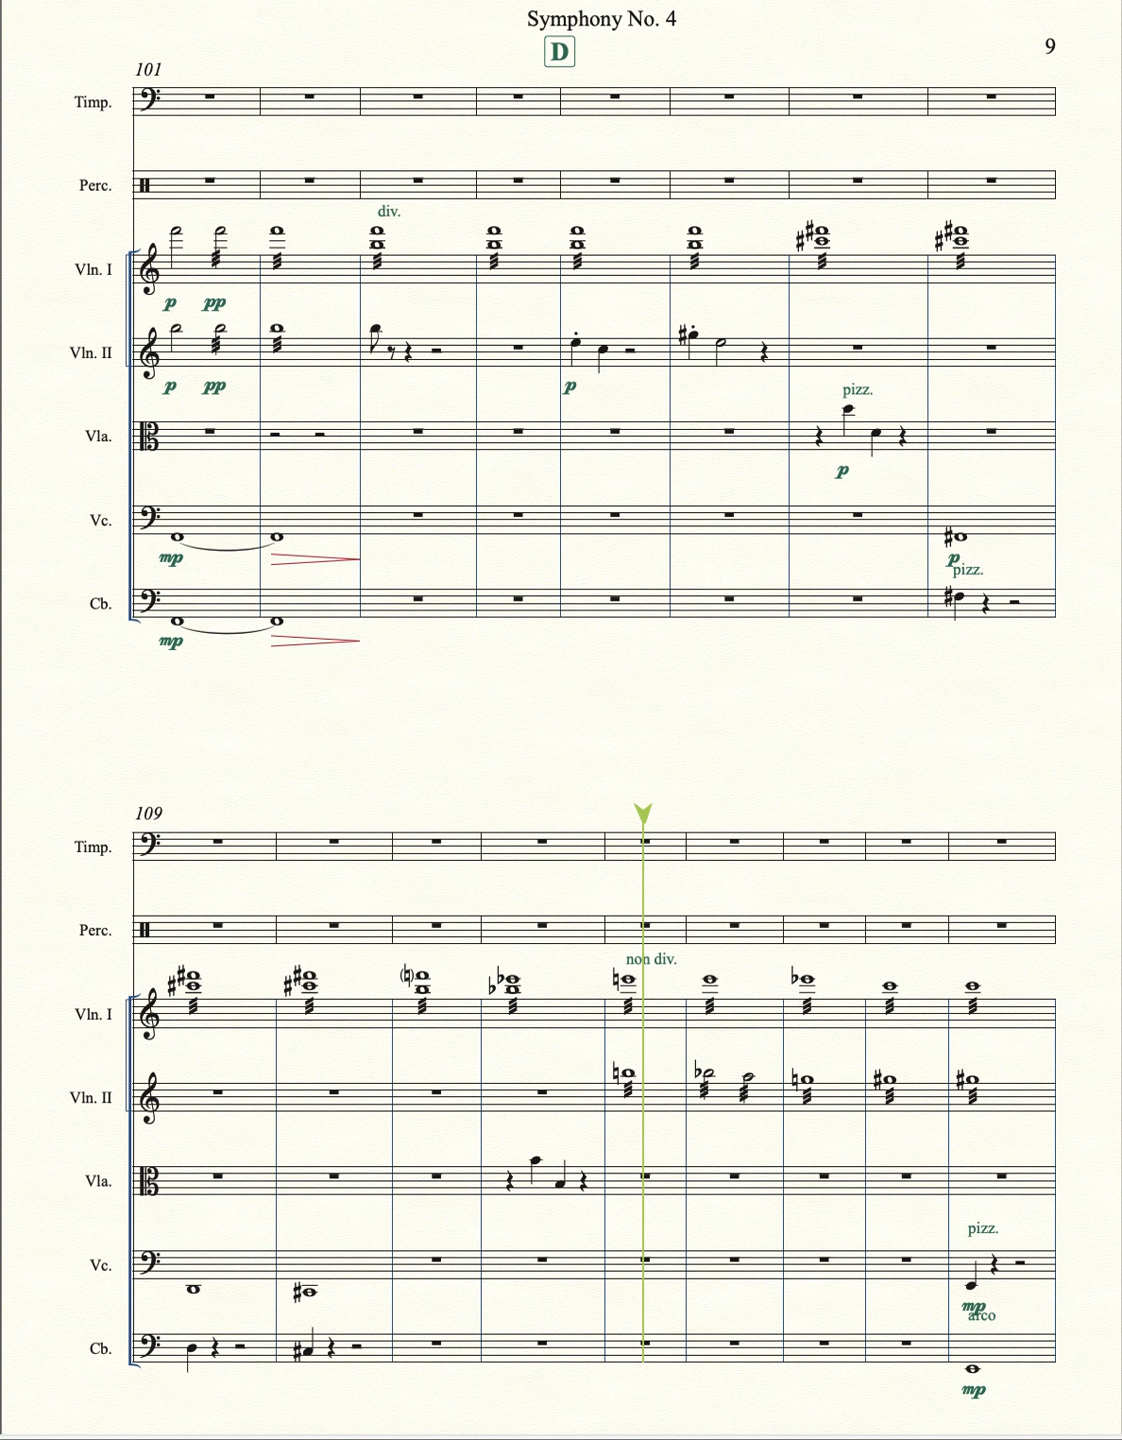 Symphony No. 4
D
9
101
Timp.
Perc.
div.
Vln. I
p pp
Vln. II
p pp p
pizz.
Vla.
p
Vc.
mp p
pizz.
Cb.
mp
109
Timp.
Perc.
non div.
Vln. I
Vln. II
Vla.
pizz.
Vc.
mp
arco
Cb.
mp